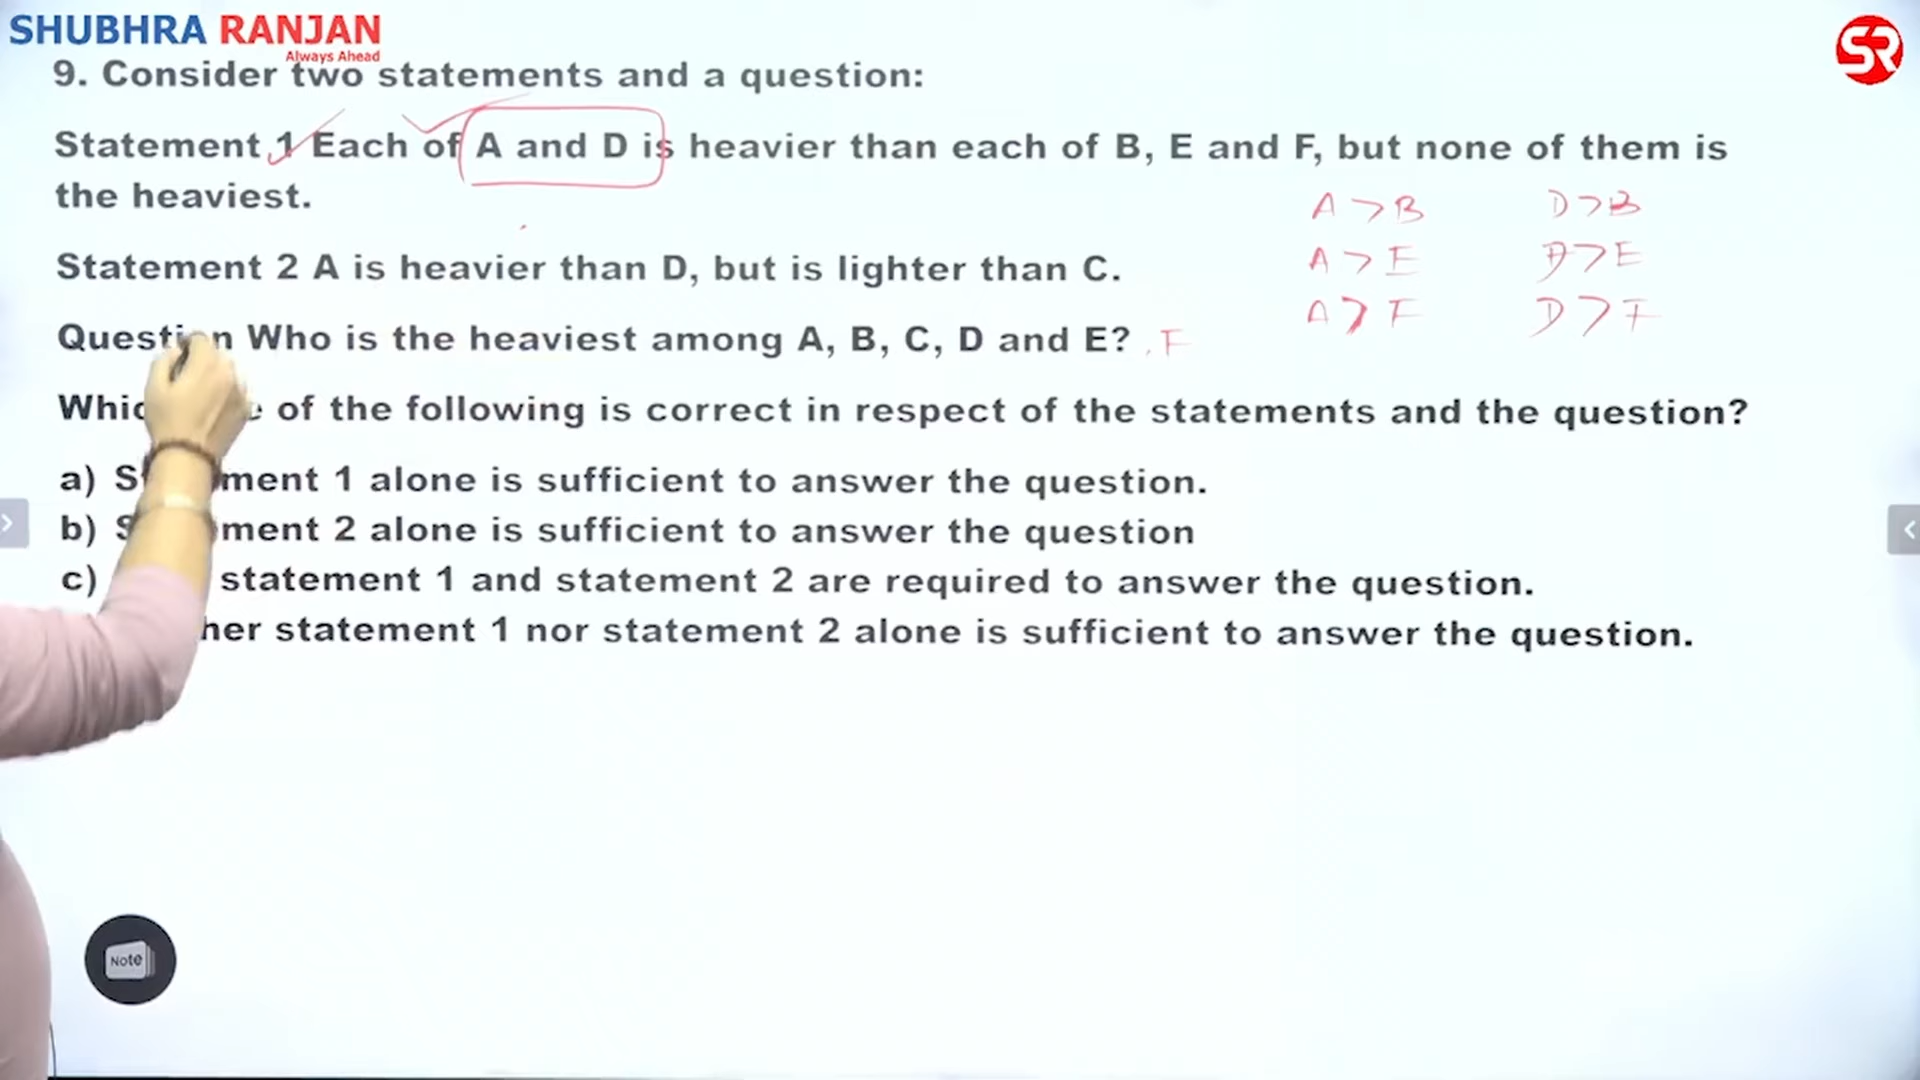 SHUBHRA RANJAN
Always Ahead
SR
9. Consider two statements and a question:
Statement 1 Each of A and D is heavier than each of B, E and F, but none of them is
the heaviest.
A > B D > B
A > E D > E
A > F D > F
Statement 2 A is heavier than D, but is lighter than C.
Question Who is the heaviest among A, B, C, D and E? , F
of the following is correct in respect of the statements and the question?
a) 1 alone is sufficient to answer the question.
b) 2 alone is sufficient to answer the question
c) statement 1 and statement 2 are required to answer the question.
statement 1 nor statement 2 alone is sufficient to answer the question.
Note